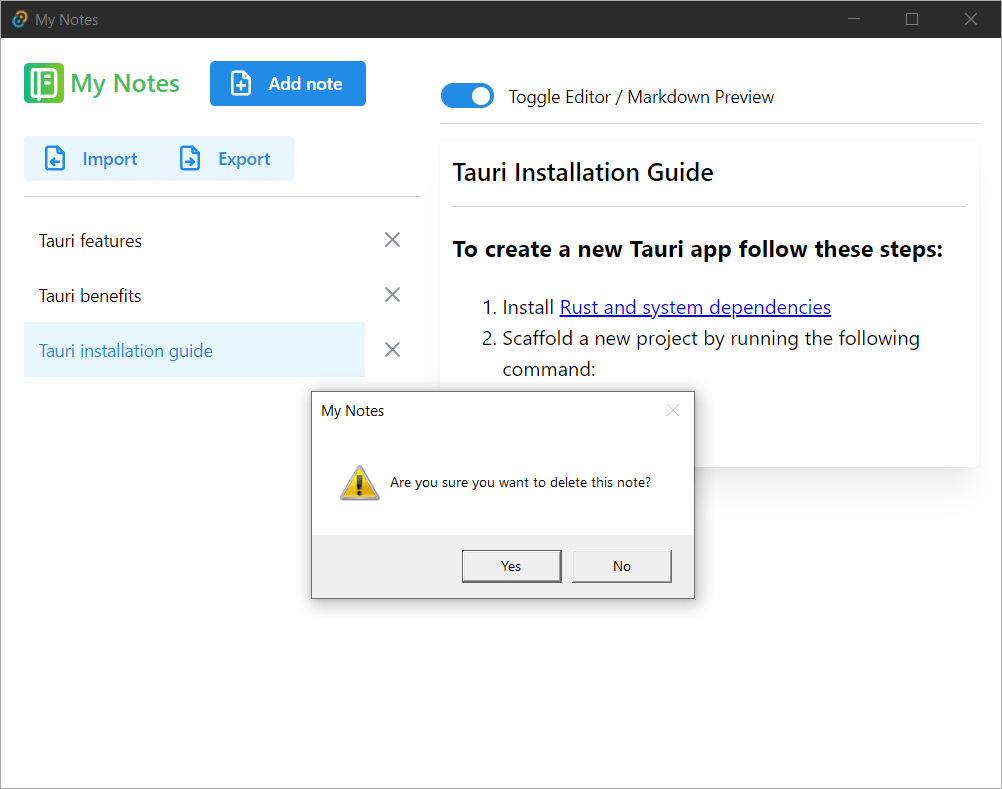 My Notes
My Notes
Add note
Import
Export
Tauri features
Tauri benefits
Tauri installation guide
Toggle Editor / Markdown Preview
Tauri Installation Guide
To create a new Tauri app follow these steps:
1. Install Rust and system dependencies
2. Scaffold a new project by running the following
command:
My Notes
Are you sure you want to delete this note?
Yes
No